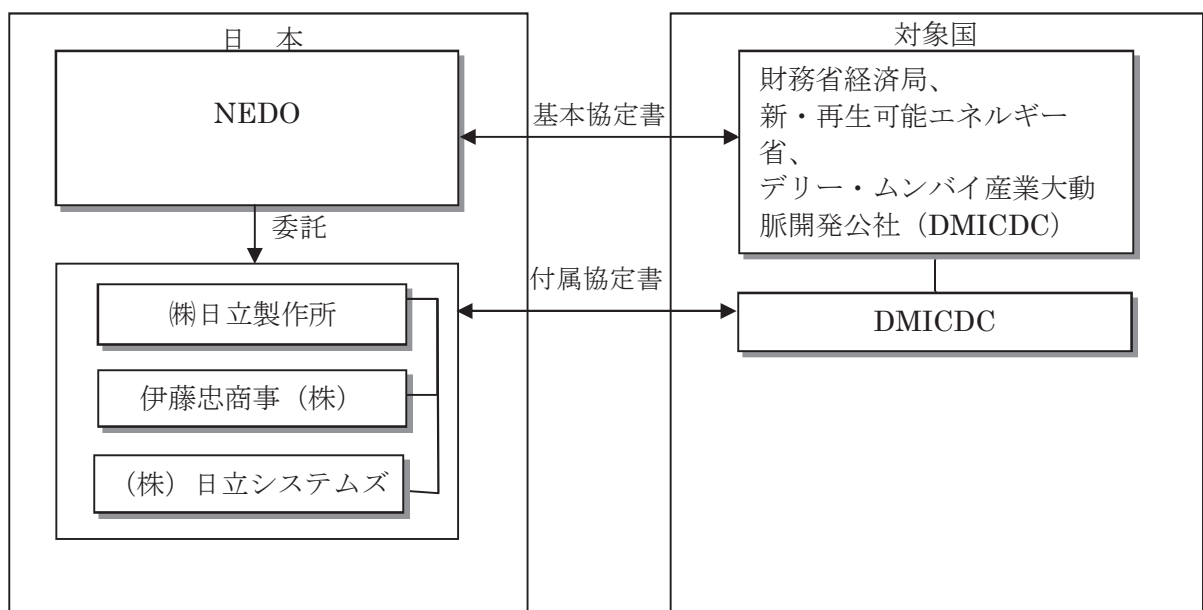 日　本
NEDO
委託
㈱日立製作所
伊藤忠商事（株）
（株）日立システムズ
基本協定書
付属協定書
対象国
財務省経済局、
新・再生可能エネルギー
省、
デリー・ムンバイ産業大動
脈開発公社（DMICDC）
DMICDC